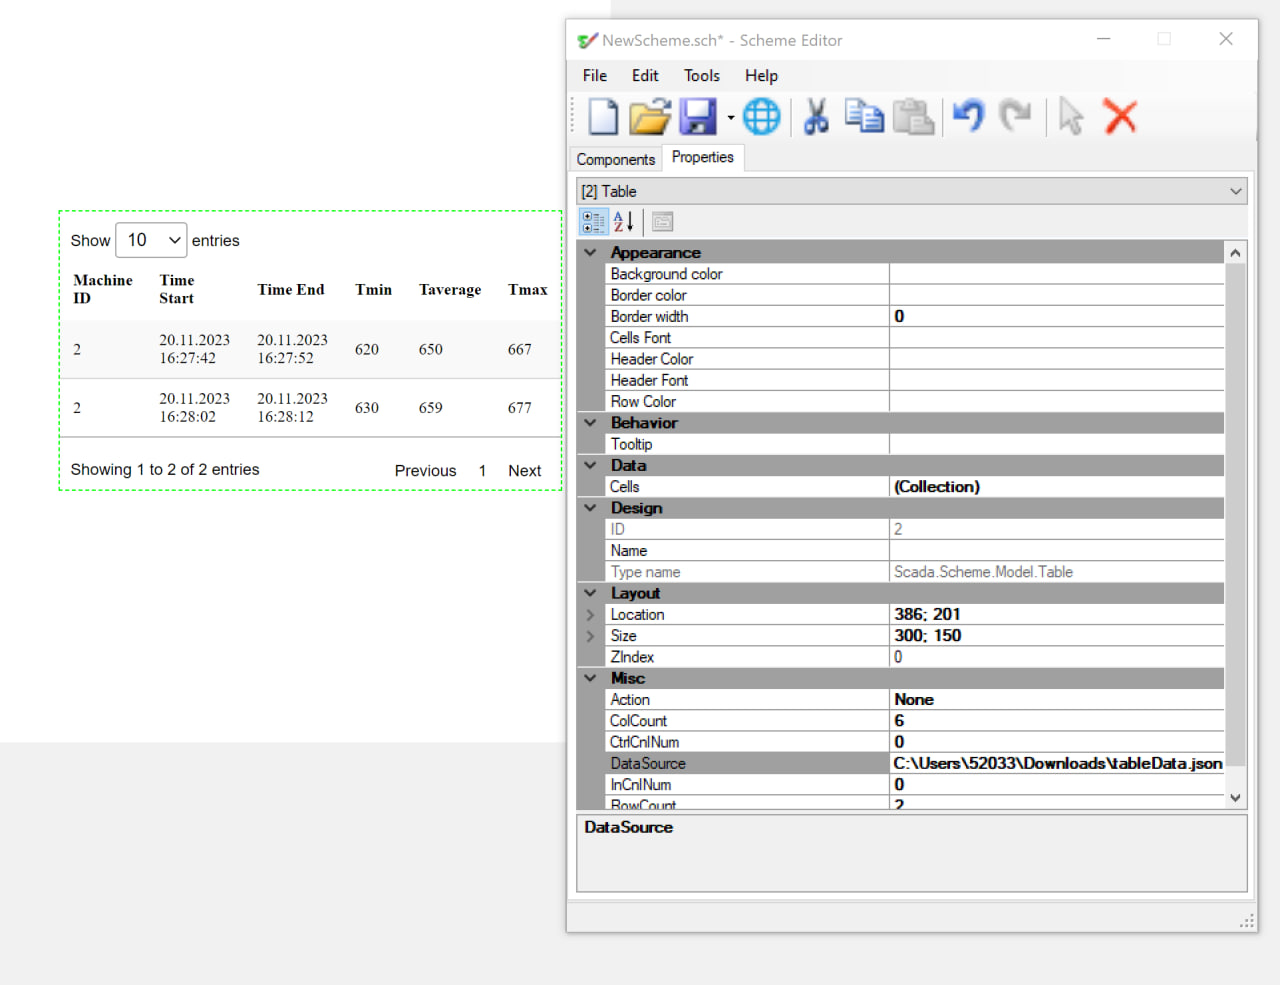 Show 10 entries
Machine ID Time Start Time End Tmin Taverage Tmax
2 20.11.2023 16:27:42 20.11.2023 16:27:52 620 650 667
2 20.11.2023 16:28:02 20.11.2023 16:28:12 630 659 677
Showing 1 to 2 of 2 entries Previous 1 Next
NewScheme.sch* - Scheme Editor
File Edit Tools Help
Components Properties
[2] Table
Appearance
Background color
Border color
Border width 0
Cells Font
Header Color
Header Font
Row Color
Behavior
Tooltip
Data
Cells (Collection)
Design
ID 2
Name
Type name Scada.Scheme.Model.Table
Layout
Location 386; 201
Size 300; 150
ZIndex 0
Misc
Action None
ColCount 6
CtrlCnlNum 0
DataSource C:\Users\52033\Downloads\tableData.json
InCnlNum 0
RowCount 2
DataSource